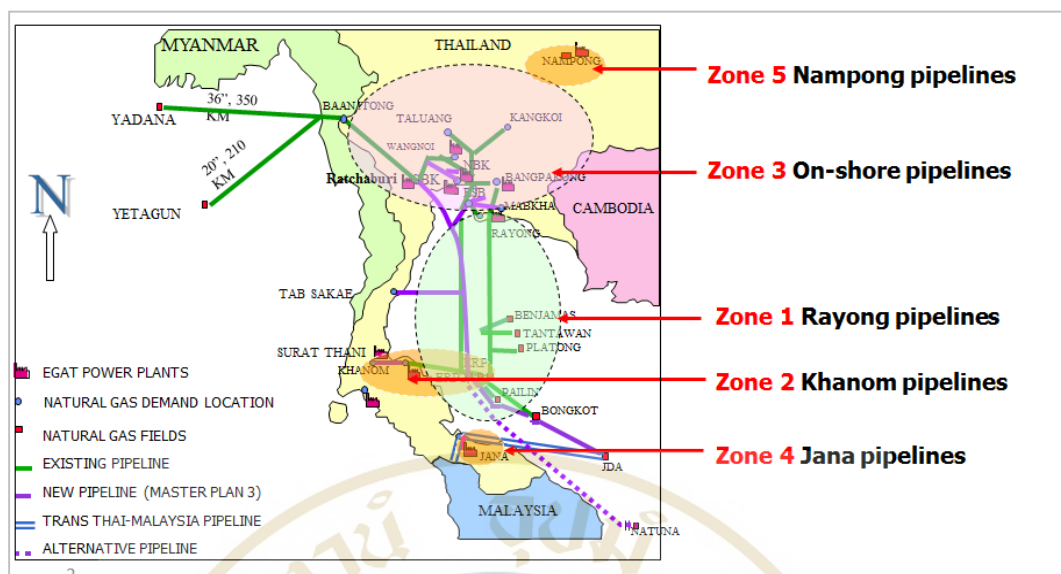 MYANMAR
THAILAND
NAMPONG
36”, 350
KM
BAANITONG
YADANA
TALUANG
KANGKOI
WANGNOI
20”, 210
KM
NBK
Ratchaburi
SBK
BANGPAKONG
YETAGUN
N
MABKHA
CAMBODIA
RAYONG
TAB SAKAE
BENJAMAS
TANTAWAN
PLATONG
SURAT THANI
KHANOM
ERP
PAILIN
BONGKOT
JANA
JDA
MALAYSIA
NATUNA
EGAT POWER PLANTS
NATURAL GAS DEMAND LOCATION
NATURAL GAS FIELDS
EXISTING PIPELINE
NEW PIPELINE (MASTER PLAN 3)
TRANS THAI-MALAYSIA PIPELINE
ALTERNATIVE PIPELINE
Zone 5 Nampong pipelines
Zone 3 On-shore pipelines
Zone 1 Rayong pipelines
Zone 2 Khanom pipelines
Zone 4 Jana pipelines